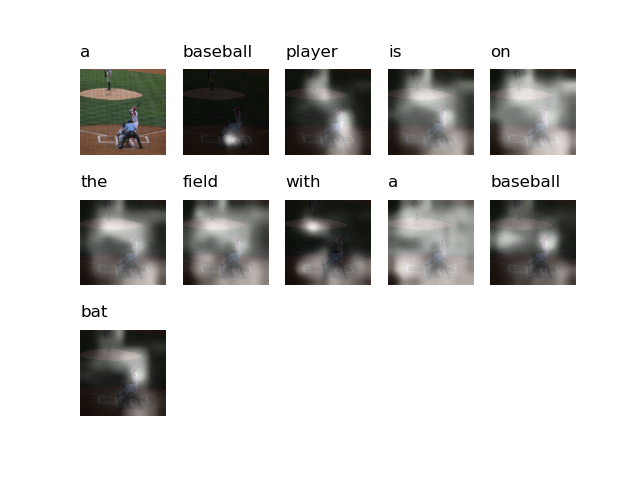 a baseball player is on
the field with a baseball
bat